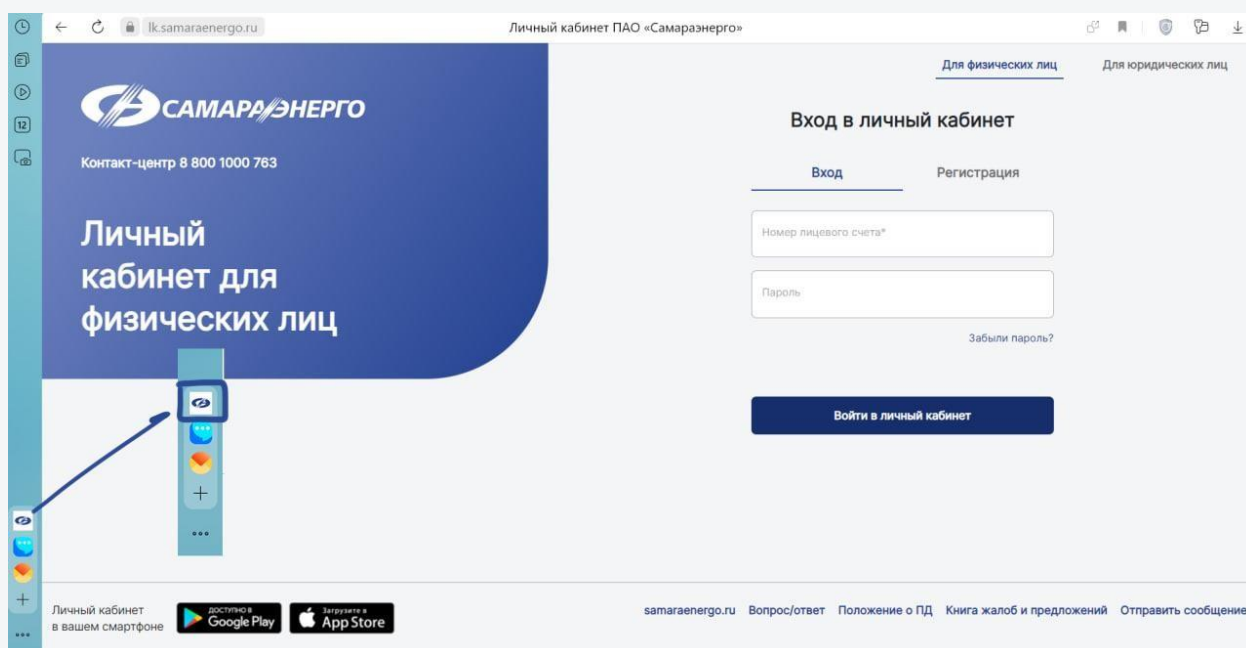 lk.samaraenergo.ru
Личный кабинет ПАО «Самараэнерго»
12
САМАРАЭНЕРГО
Контакт-центр 8 800 1000 763
Личный
кабинет для
физических лиц
Для физических лиц
Для юридических лиц
Вход в личный кабинет
Вход
Регистрация
Номер лицевого счета*
Пароль
Забыли пароль?
Войти в личный кабинет
Личный кабинет
в вашем смартфоне
ДОСТУПНО В
Google Play
Загрузите в
App Store
samaraenergo.ru
Вопрос/ответ
Положение о ПД
Книга жалоб и предложений
Отправить сообщение